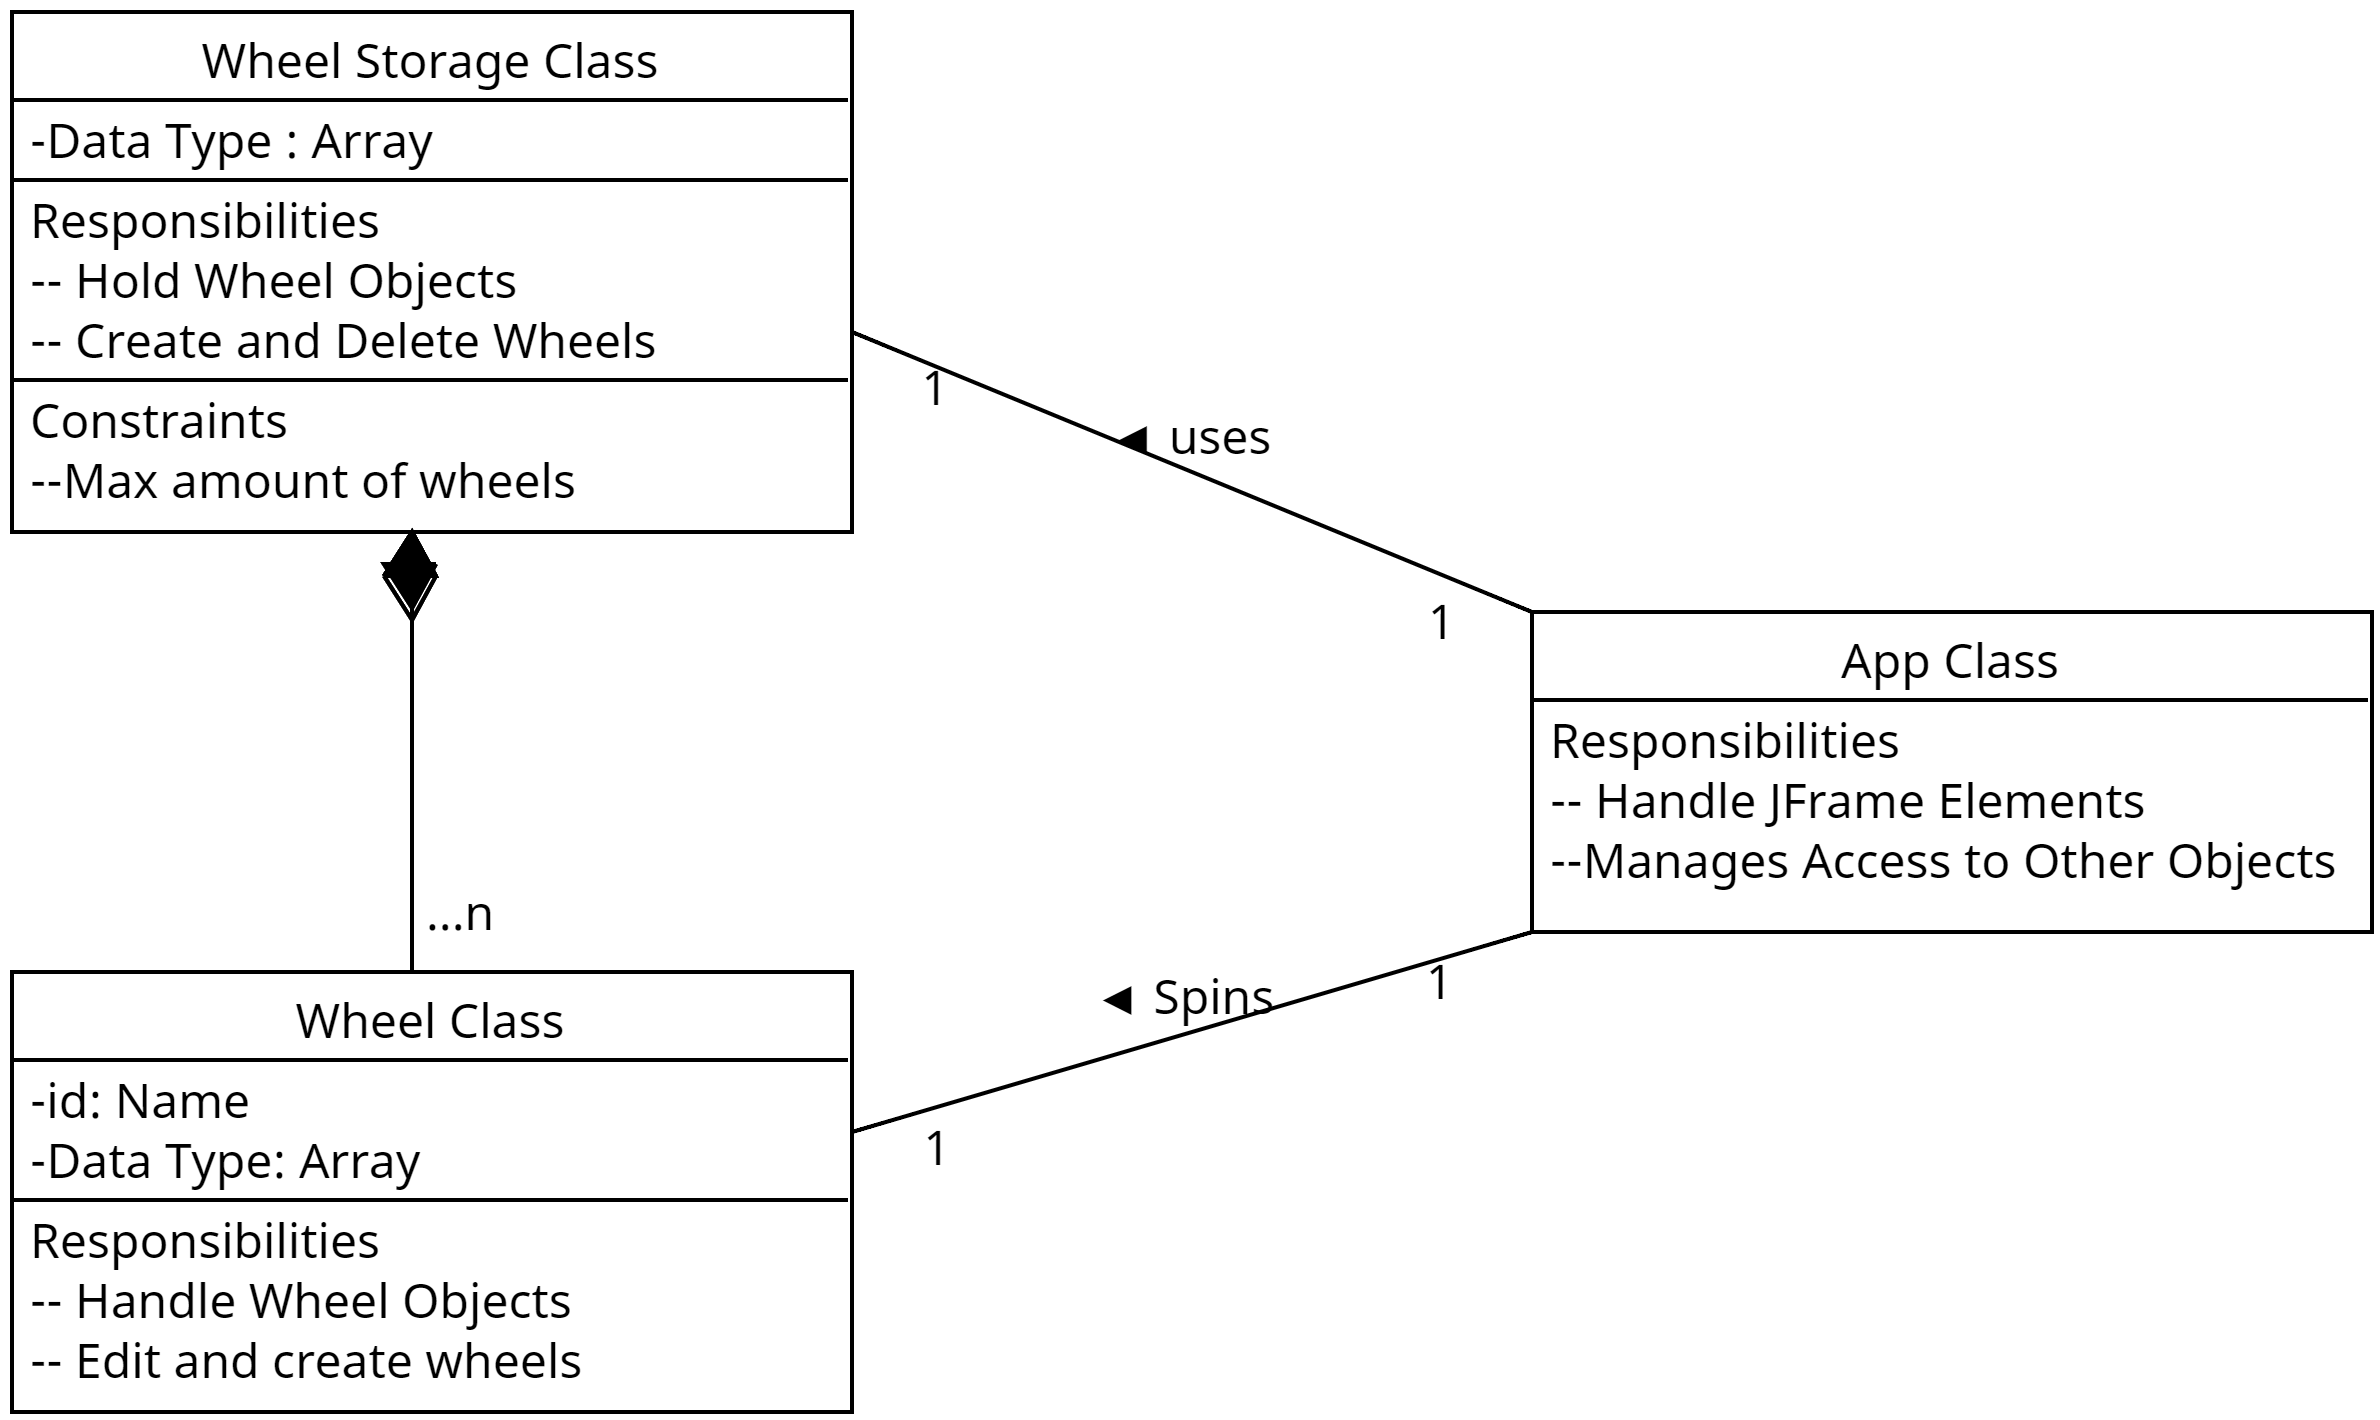 Wheel Storage Class
-Data Type : Array
Responsibilities
-- Hold Wheel Objects
-- Create and Delete Wheels
Constraints
--Max amount of wheels
1
◄ uses
1
App Class
Responsibilities
-- Handle JFrame Elements
--Manages Access to Other Objects
...n
1
◄ Spins
1
Wheel Class
-id: Name
-Data Type: Array
Responsibilities
-- Handle Wheel Objects
-- Edit and create wheels